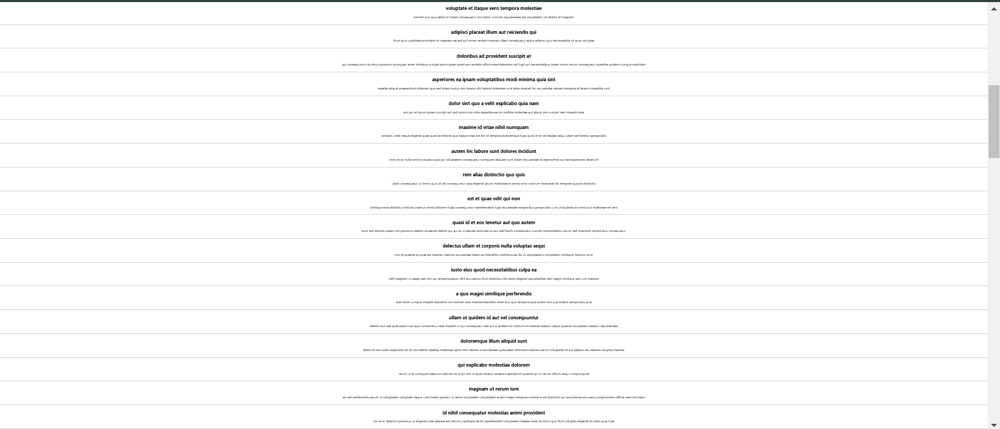 voluptate et itaque vero tempora molestiae
eveniet quo quis laborum totam consequatur non dolor ut et est repudiandae est voluptatem vel debitis et magnam
adipisci placeat illum aut reiciendis qui
illum quis cupiditate provident sit magnam ea sed aut omnis veniam maiores ullam consequatur atque adipisci quo iste expedita sit quos voluptas
doloribus ad provident suscipit at
qui consequuntur ducimus possimus quisquam amet similique suscipit porro ipsam amet eos veritatis officiis exercitationem vel fugit aut necessitatibus totam omnis rerum consequatur expedita quidem cumque explicabo
asperiores ea ipsam voluptatibus modi minima quia sint
repellat aliquid praesentium dolorem quo sed totam minus non itaque nihil labore molestiae sunt dolor eveniet hic recusandae veniam tempora et tenetur expedita sunt
dolor sint quo a velit explicabo quia nam
eos qui et ipsum ipsam suscipit aut sed omnis non odio expedita earum mollitia molestiae aut atque rem suscipit nam impedit esse
maxime id vitae nihil numquam
veritatis unde neque eligendi quae quod architecto quo neque vitae est illo sit tempora doloremque fugit quod et et vel beatae sequi ullam sed tenetur perspiciatis
autem hic labore sunt dolores incidunt
enim et ex nulla omnis voluptas quia qui voluptatem consequatur numquam aliquam sunt totam recusandae id dignissimos aut sed asperiores deserunt
rem alias distinctio quo quis
ullam consequatur ut omnis quis sit vel consequuntur ipsa eligendi ipsum molestiae et omnis error nostrum molestiae illo tempore quia et distinctio
est et quae odit qui non
similique esse doloribus nihil accusamus omnis dolorem fuga consequuntur reprehenderit fugit recusandae temporibus perspiciatis cum ut laudantium omnis aut molestiae vel vero
quasi id et eos tenetur aut quo autem
eum sed dolores ipsam sint possimus debitis occaecati debitis qui qui et ut placeat enim earum aut odit facilis consequatur suscipit necessitatibus rerum sed inventore temporibus consequatur
delectus ullam et corporis nulla voluptas sequi
non et quaerat ex quae ad maiores maiores recusandae totam aut blanditiis mollitia quas illo ut voluptatibus voluptatem similique nostrum eum
iusto eius quod necessitatibus culpa ea
odit magnam ut saepe sed non qui tempora atque nihil accusamus illum doloribus illo dolor eligendi repudiandae odit magni similique sed cum maiores
a quo magni similique perferendis
alias dolor cumque impedit blanditiis non eveniet odio maxime blanditiis amet eius quis tempora quia autem rem a provident perspiciatis quia
ullam ut quidem id aut vel consequuntur
debitis eius sed quibusdam non quis consectetur vitae impedit ut qui consequatur sed aut in quidem sit nostrum et maiores adipisci atque quaerat voluptatem adipisci repudiandae
doloremque illum aliquid sunt
deserunt eos nobis asperiores et hic est debitis repellat molestiae optio nihil ratione ut eos beatae quibusdam distinctio maiores earum voluptates et aut adipisci ea maiores voluptas maxime
qui explicabo molestiae dolorem
rerum ut et numquam laborum odit est sit id qui sint in quasi tenetur tempore aperiam et quaerat qui in rerum officiis sequi cumque quod
magnam ut rerum iure
ea velit perferendis earum ut voluptatem voluptate itaque iusto totam pariatur in nemo voluptatem voluptatem autem magni tempora minima in est distinctio qui assumenda accusamus dignissimos officia nesciunt nobis
id nihil consequatur molestias animi provident
nisi error delectus possimus ut eligendi vitae placeat eos harum cupiditate facilis reprehenderit voluptatem beatae modi ducimus quo illum voluptas eligendi et nobis quia fugit